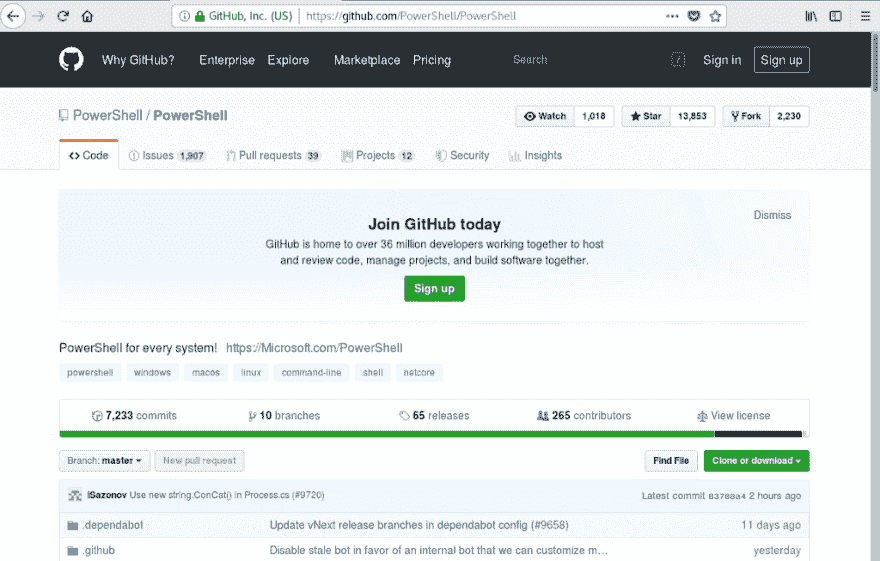 GitHub, Inc. (US) https://github.com/PowerShell/PowerShell
Why GitHub? Enterprise Explore Marketplace Pricing Search / Sign in Sign up
PowerShell / PowerShell Watch 1,018 Star 13,853 Fork 2,230
Code Issues 1,907 Pull requests 39 Projects 12 Security Insights
Dismiss
Join GitHub today
GitHub is home to over 36 million developers working together to host
and review code, manage projects, and build software together.
Sign up
PowerShell for every system! https://Microsoft.com/PowerShell
powershell windows macos linux command-line shell netcore
7,233 commits 10 branches 65 releases 265 contributors View license
Branch: master New pull request Find File Clone or download
iSazonov Use new string.ConCat() in Process.cs (#9720) Latest commit 83788a4 2 hours ago
.dependabot Update vNext release branches in dependabot config (#9658) 11 days ago
.github Disable stale bot in favor of an internal bot that we can customize m… yesterday